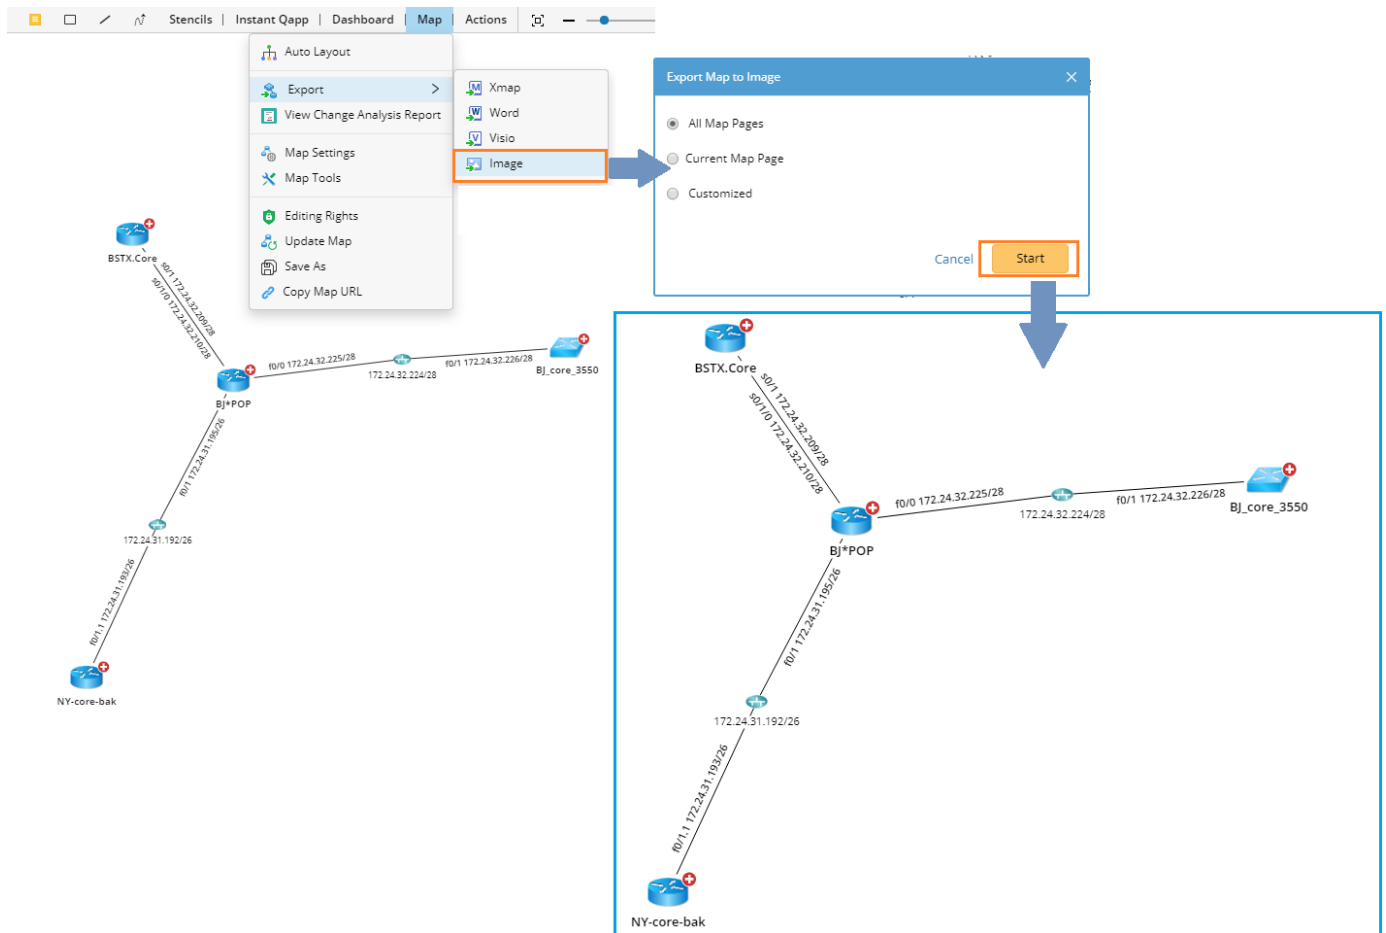 Stencils | Instant Qapp | Dashboard | Map | Actions
Auto Layout
Export
View Change Analysis Report
Map Settings
Map Tools
Editing Rights
Update Map
Save As
Copy Map URL
Xmap
Word
Visio
Image
Export Map to Image
All Map Pages
Current Map Page
Customized
Cancel
Start
BSTX.Core
s0/1 172.24.32.209/28
s0/1/0 172.24.32.210/28
BJ*POP
f0/0 172.24.32.225/28
172.24.32.224/28
f0/1 172.24.32.226/28
BJ_core_3550
f0/1 172.24.31.195/26
172.24.31.192/26
f0/1.1 172.24.31.193/26
NY-core-bak
BSTX.Core
s0/1 172.24.32.209/28
s0/1/0 172.24.32.210/28
BJ*POP
f0/0 172.24.32.225/28
172.24.32.224/28
f0/1 172.24.32.226/28
BJ_core_3550
f0/1 172.24.31.195/26
172.24.31.192/26
f0/1.1 172.24.31.193/26
NY-core-bak